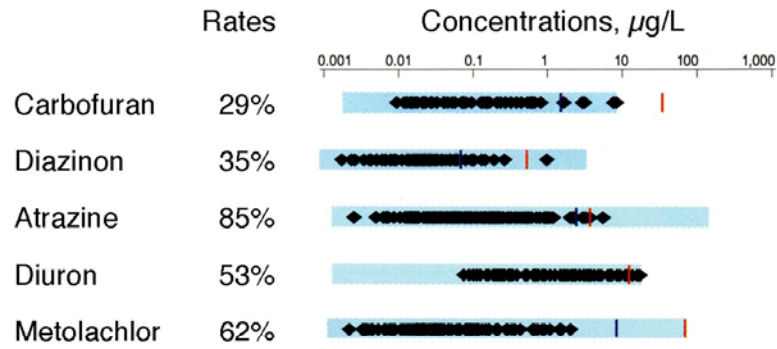 Rates Concentrations, µg/L
0.001 0.01 0.1 1 10 100 1,000
Carbofuran 29%
Diazinon 35%
Atrazine 85%
Diuron 53%
Metolachlor 62%